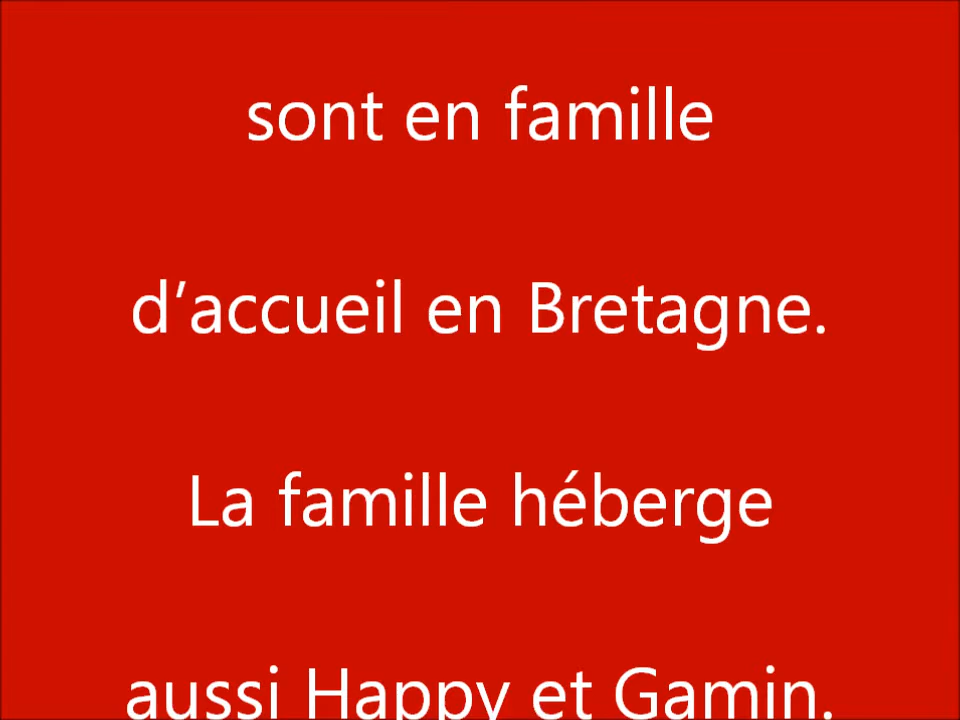 sont en famille
d’accueil en Bretagne.
La famille héberge
aussi Happy et Gamin.